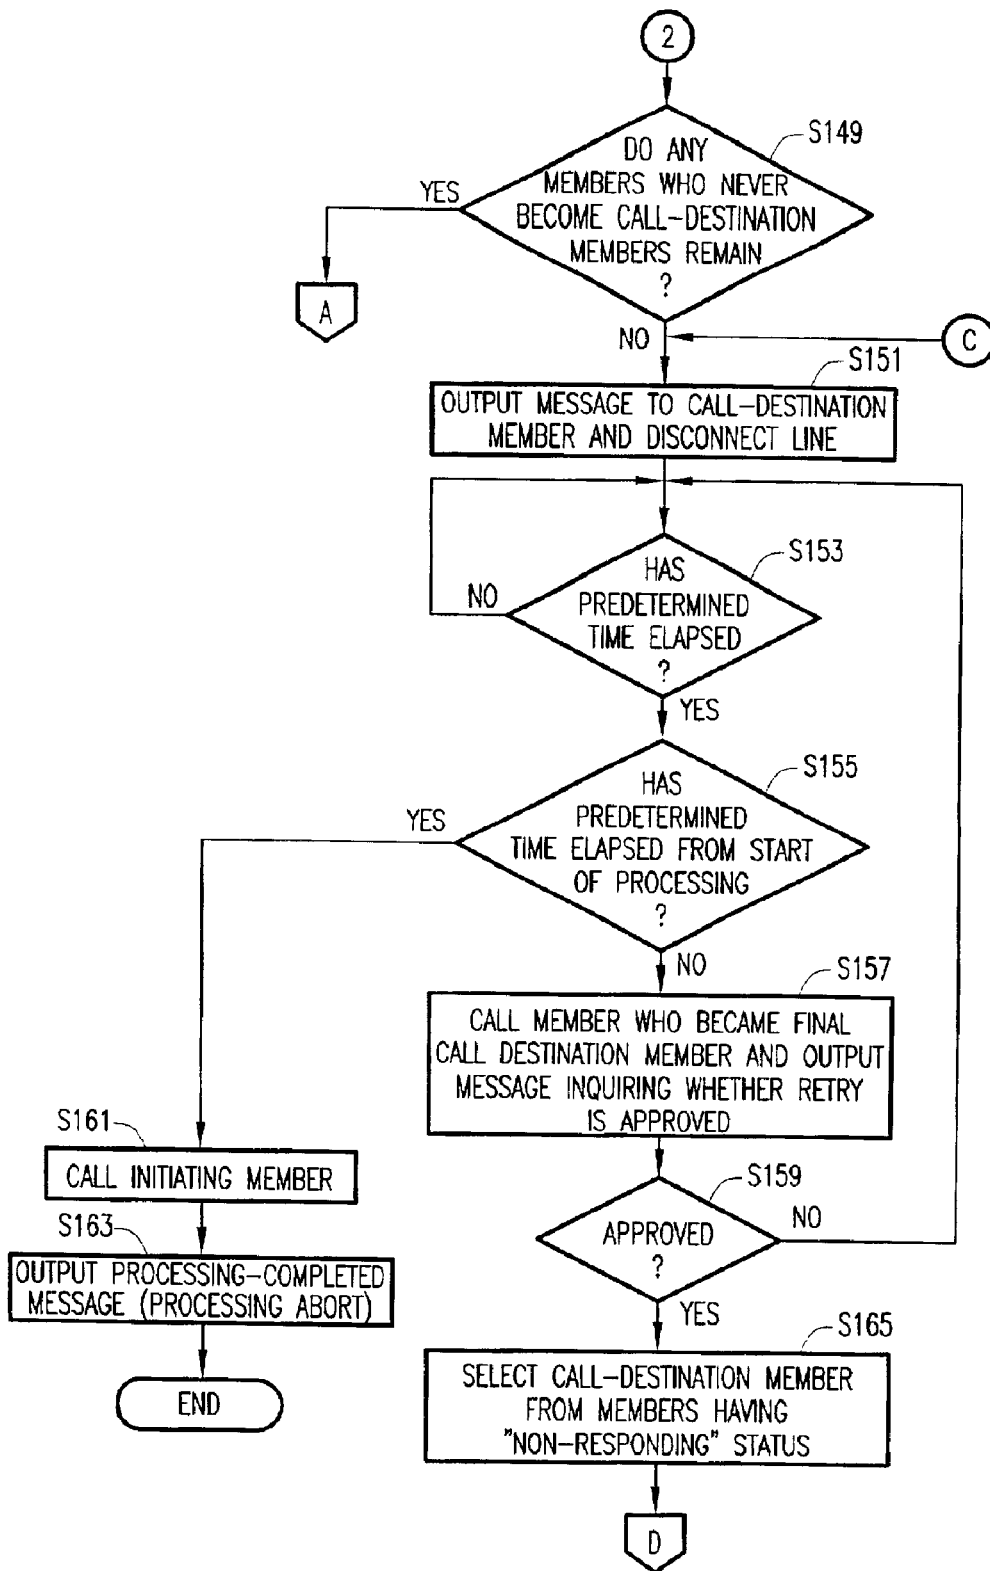 2
S149
DO ANY
MEMBERS WHO NEVER
BECOME CALL-DESTINATION
MEMBERS REMAIN
?
YES
A
NO
C
S151
OUTPUT MESSAGE TO CALL-DESTINATION
MEMBER AND DISCONNECT LINE
S153
HAS
PREDETERMINED
TIME ELAPSED
?
NO
YES
S155
HAS
PREDETERMINED
TIME ELAPSED FROM START
OF PROCESSING
?
YES
NO
S157
CALL MEMBER WHO BECAME FINAL
CALL DESTINATION MEMBER AND OUTPUT
MESSAGE INQUIRING WHETHER RETRY
IS APPROVED
S161
CALL INITIATING MEMBER
S159
APPROVED
?
NO
YES
S163
OUTPUT PROCESSING-COMPLETED
MESSAGE (PROCESSING ABORT)
END
S165
SELECT CALL-DESTINATION MEMBER
FROM MEMBERS HAVING
"NON-RESPONDING" STATUS
D